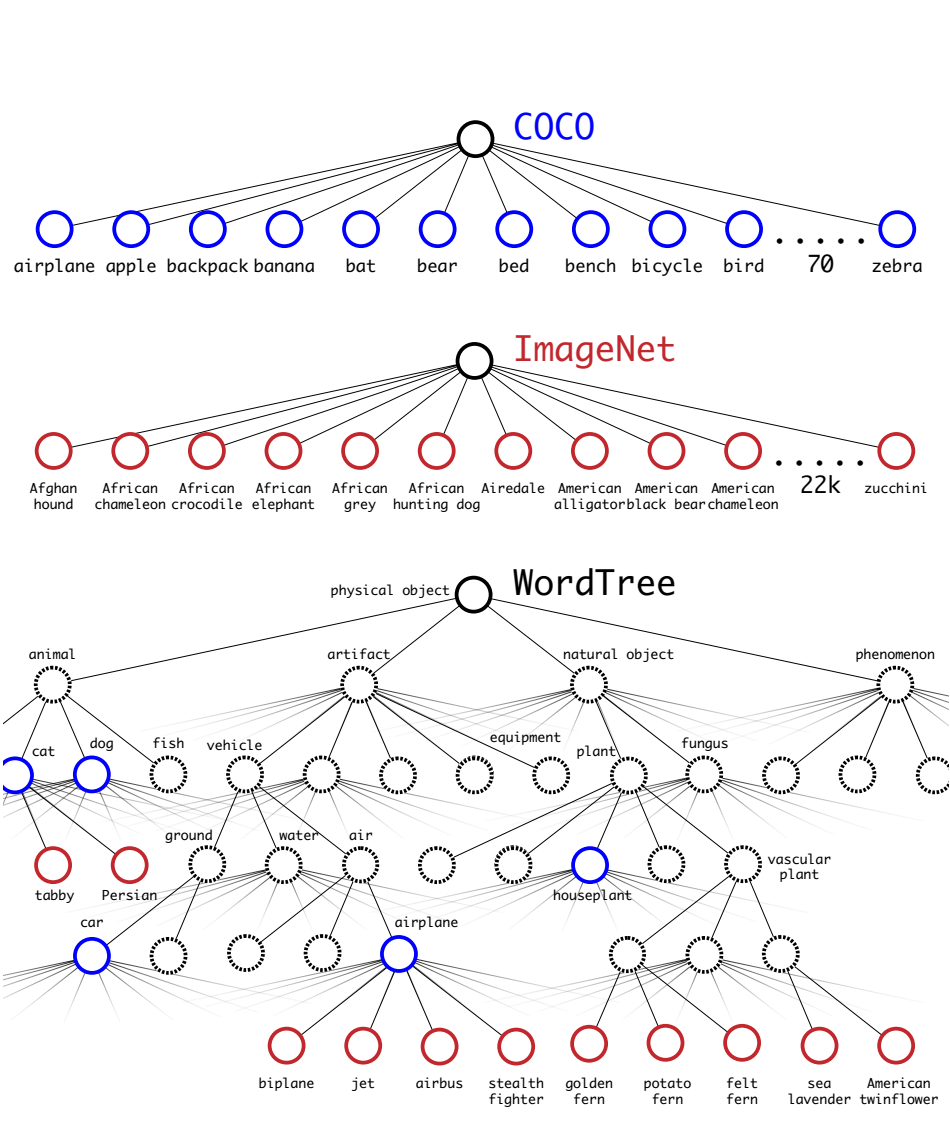 COCO
airplane apple backpack banana bat bear bed bench bicycle bird ..... 70 zebra
ImageNet
Afghan hound
African chameleon
African crocodile
African elephant
African grey
African hunting dog
Airedale
American alligator
American black bear
American chameleon
..... 22k
zucchini
WordTree
physical object
animal artifact natural object phenomenon
cat dog fish vehicle equipment plant fungus
ground water air vascular
plant
tabby Persian houseplant
car airplane
biplane jet airbus stealth
fighter
golden
fern
potato
fern
felt
fern
sea
lavender
American
twinflower